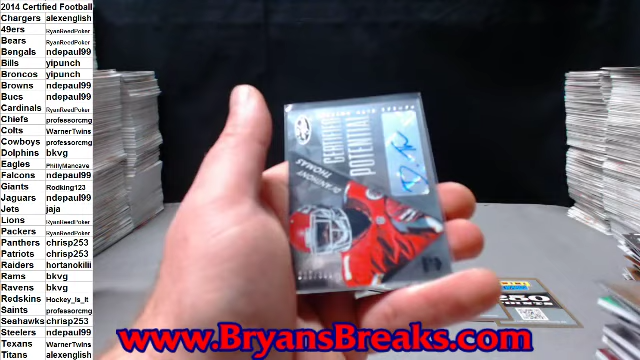 2014 Certified Football
Chargers alexenglish
49ers RyanReedPoker
Bears RyanReedPoker
Bengals ndepaul99
Bills yipunch
Broncos yipunch
Browns ndepaul99
Bucs ndepaul99
Cardinals RyanReedPoker
Chiefs professorcmg
Colts WarnerTwins
Cowboys professorcmg
Dolphins bkvg
Eagles PhillyMancave
Falcons ndepaul99
Giants Rodking123
Jaguars ndepaul99
Jets jaja
Lions RyanReedPoker
Packers RyanReedPoker
Panthers chrisp253
Patriots chrisp253
Raiders hortanokilii
Rams bkvg
Ravens bkvg
Redskins Hockey_Is_It
Saints professorcmg
Seahawks chrisp253
Steelers ndepaul99
Texans WarnerTwins
Titans alexenglish
CERTIFIED
POTENTIAL
D'ANTHONY
THOMAS
www.BryansBreaks.com